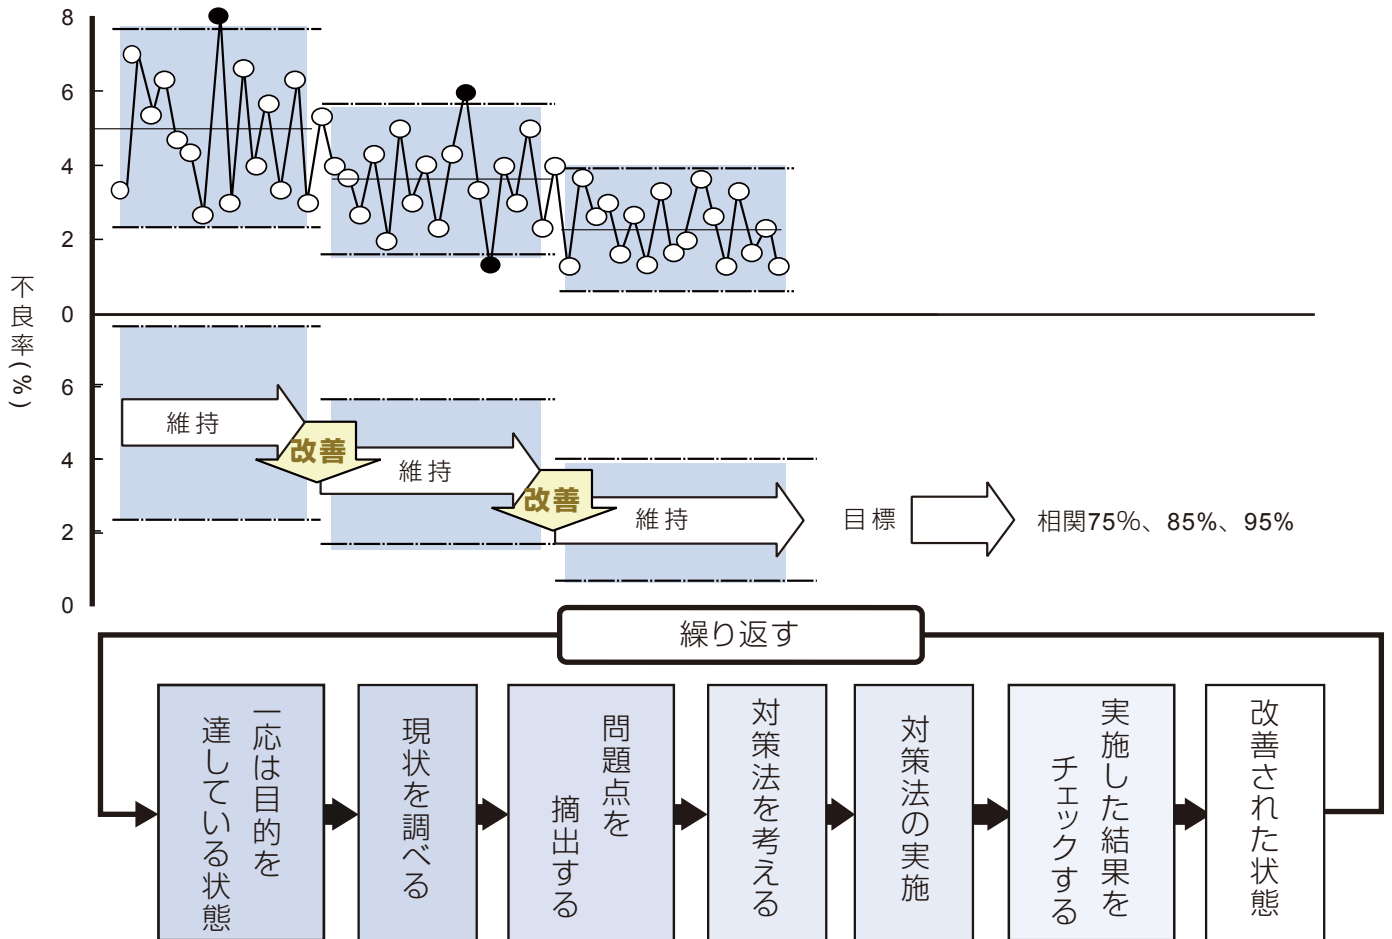 8
6
4
2
0
不良率(%)
6
4
2
0
維持
改善
維持
改善
維持
目標
相関75%、85%、95%
繰り返す
一応は目的を
達している状態
現状を調べる
問題点を
摘出する
対策法を考える
対策法の実施
実施した結果を
チェックする
改善された状態